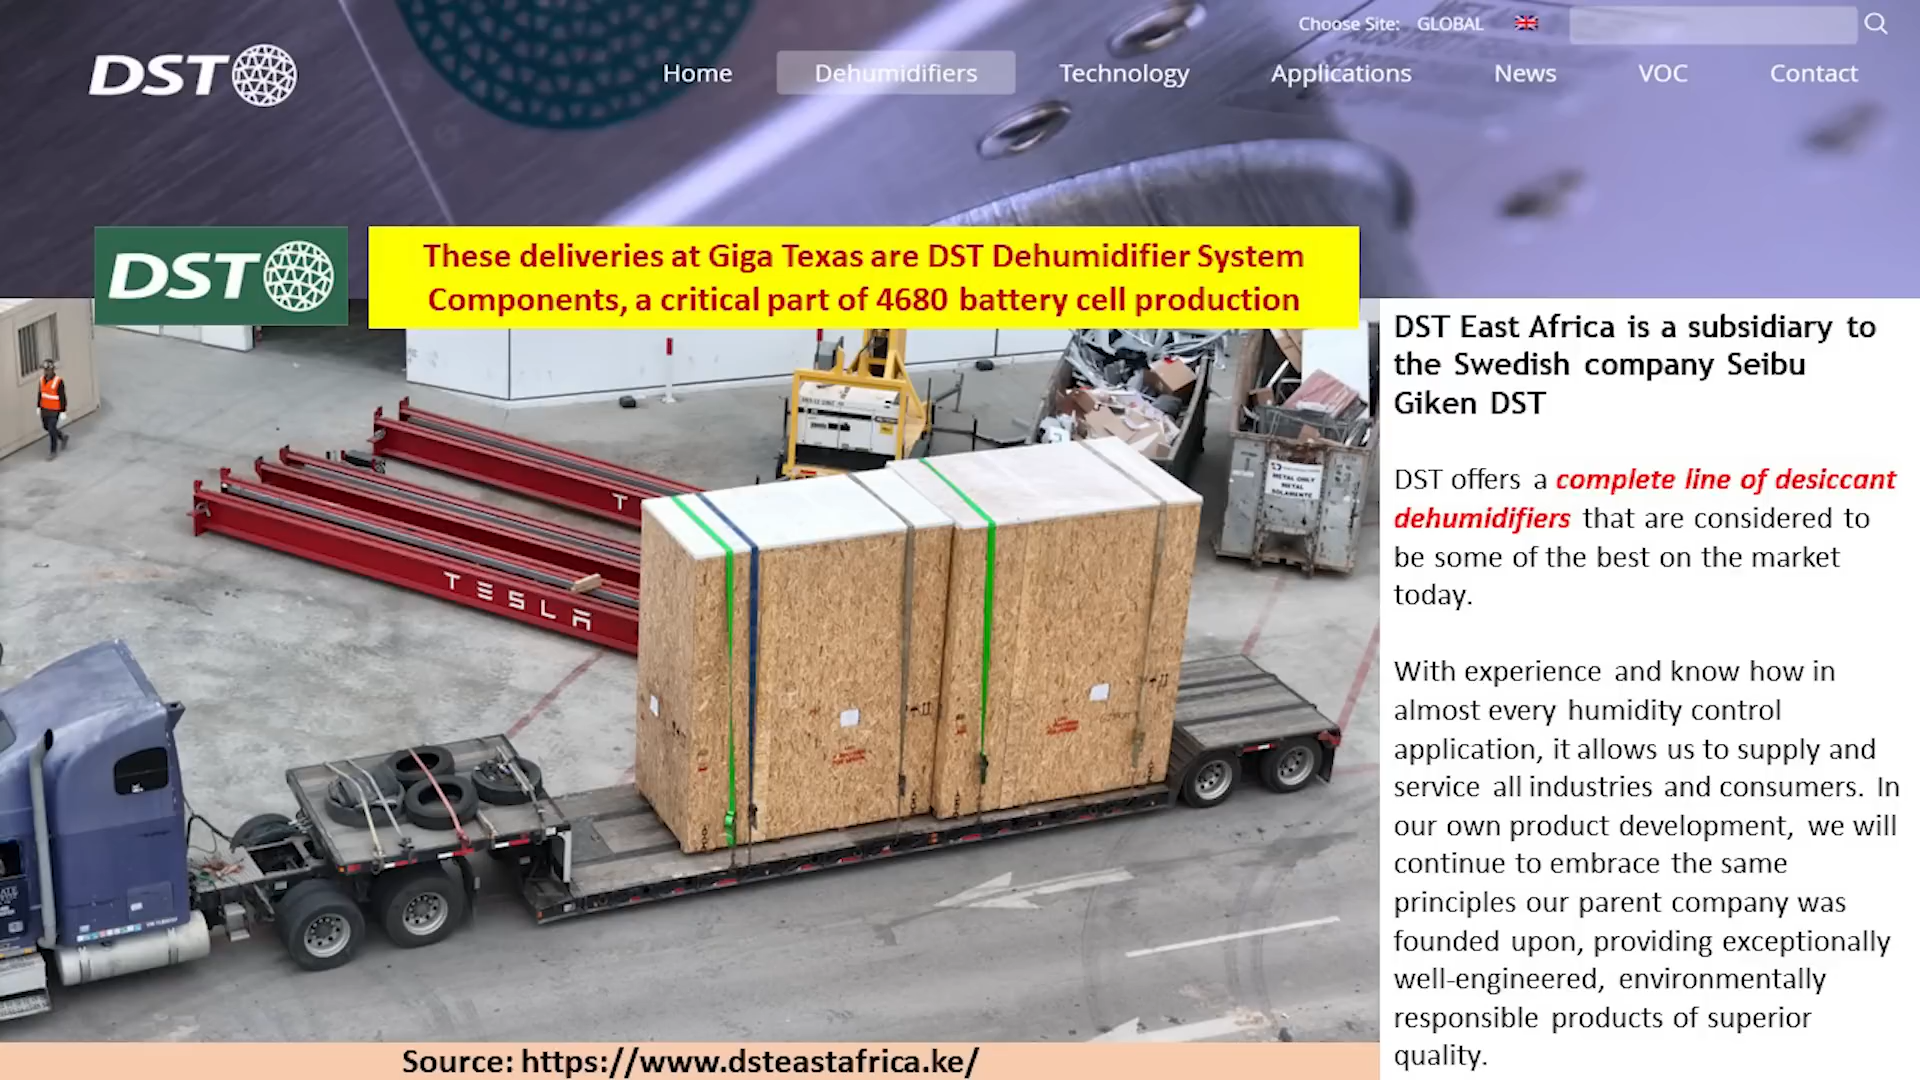 Choose Site: GLOBAL
DST
Home Dehumidifiers Technology Applications News VOC Contact
DST
These deliveries at Giga Texas are DST Dehumidifier System
Components, a critical part of 4680 battery cell production
DST East Africa is a subsidiary to
the Swedish company Seibu
Giken DST
DST offers a complete line of desiccant
dehumidifiers that are considered to
be some of the best on the market
today.
With experience and know how in
almost every humidity control
application, it allows us to supply and
service all industries and consumers. In
our own product development, we will
continue to embrace the same
principles our parent company was
founded upon, providing exceptionally
well-engineered, environmentally
responsible products of superior
quality.
T
TESLA
METAL ONLY
METAL
SOLAMENTE
Source: https://www.dsteastafrica.ke/